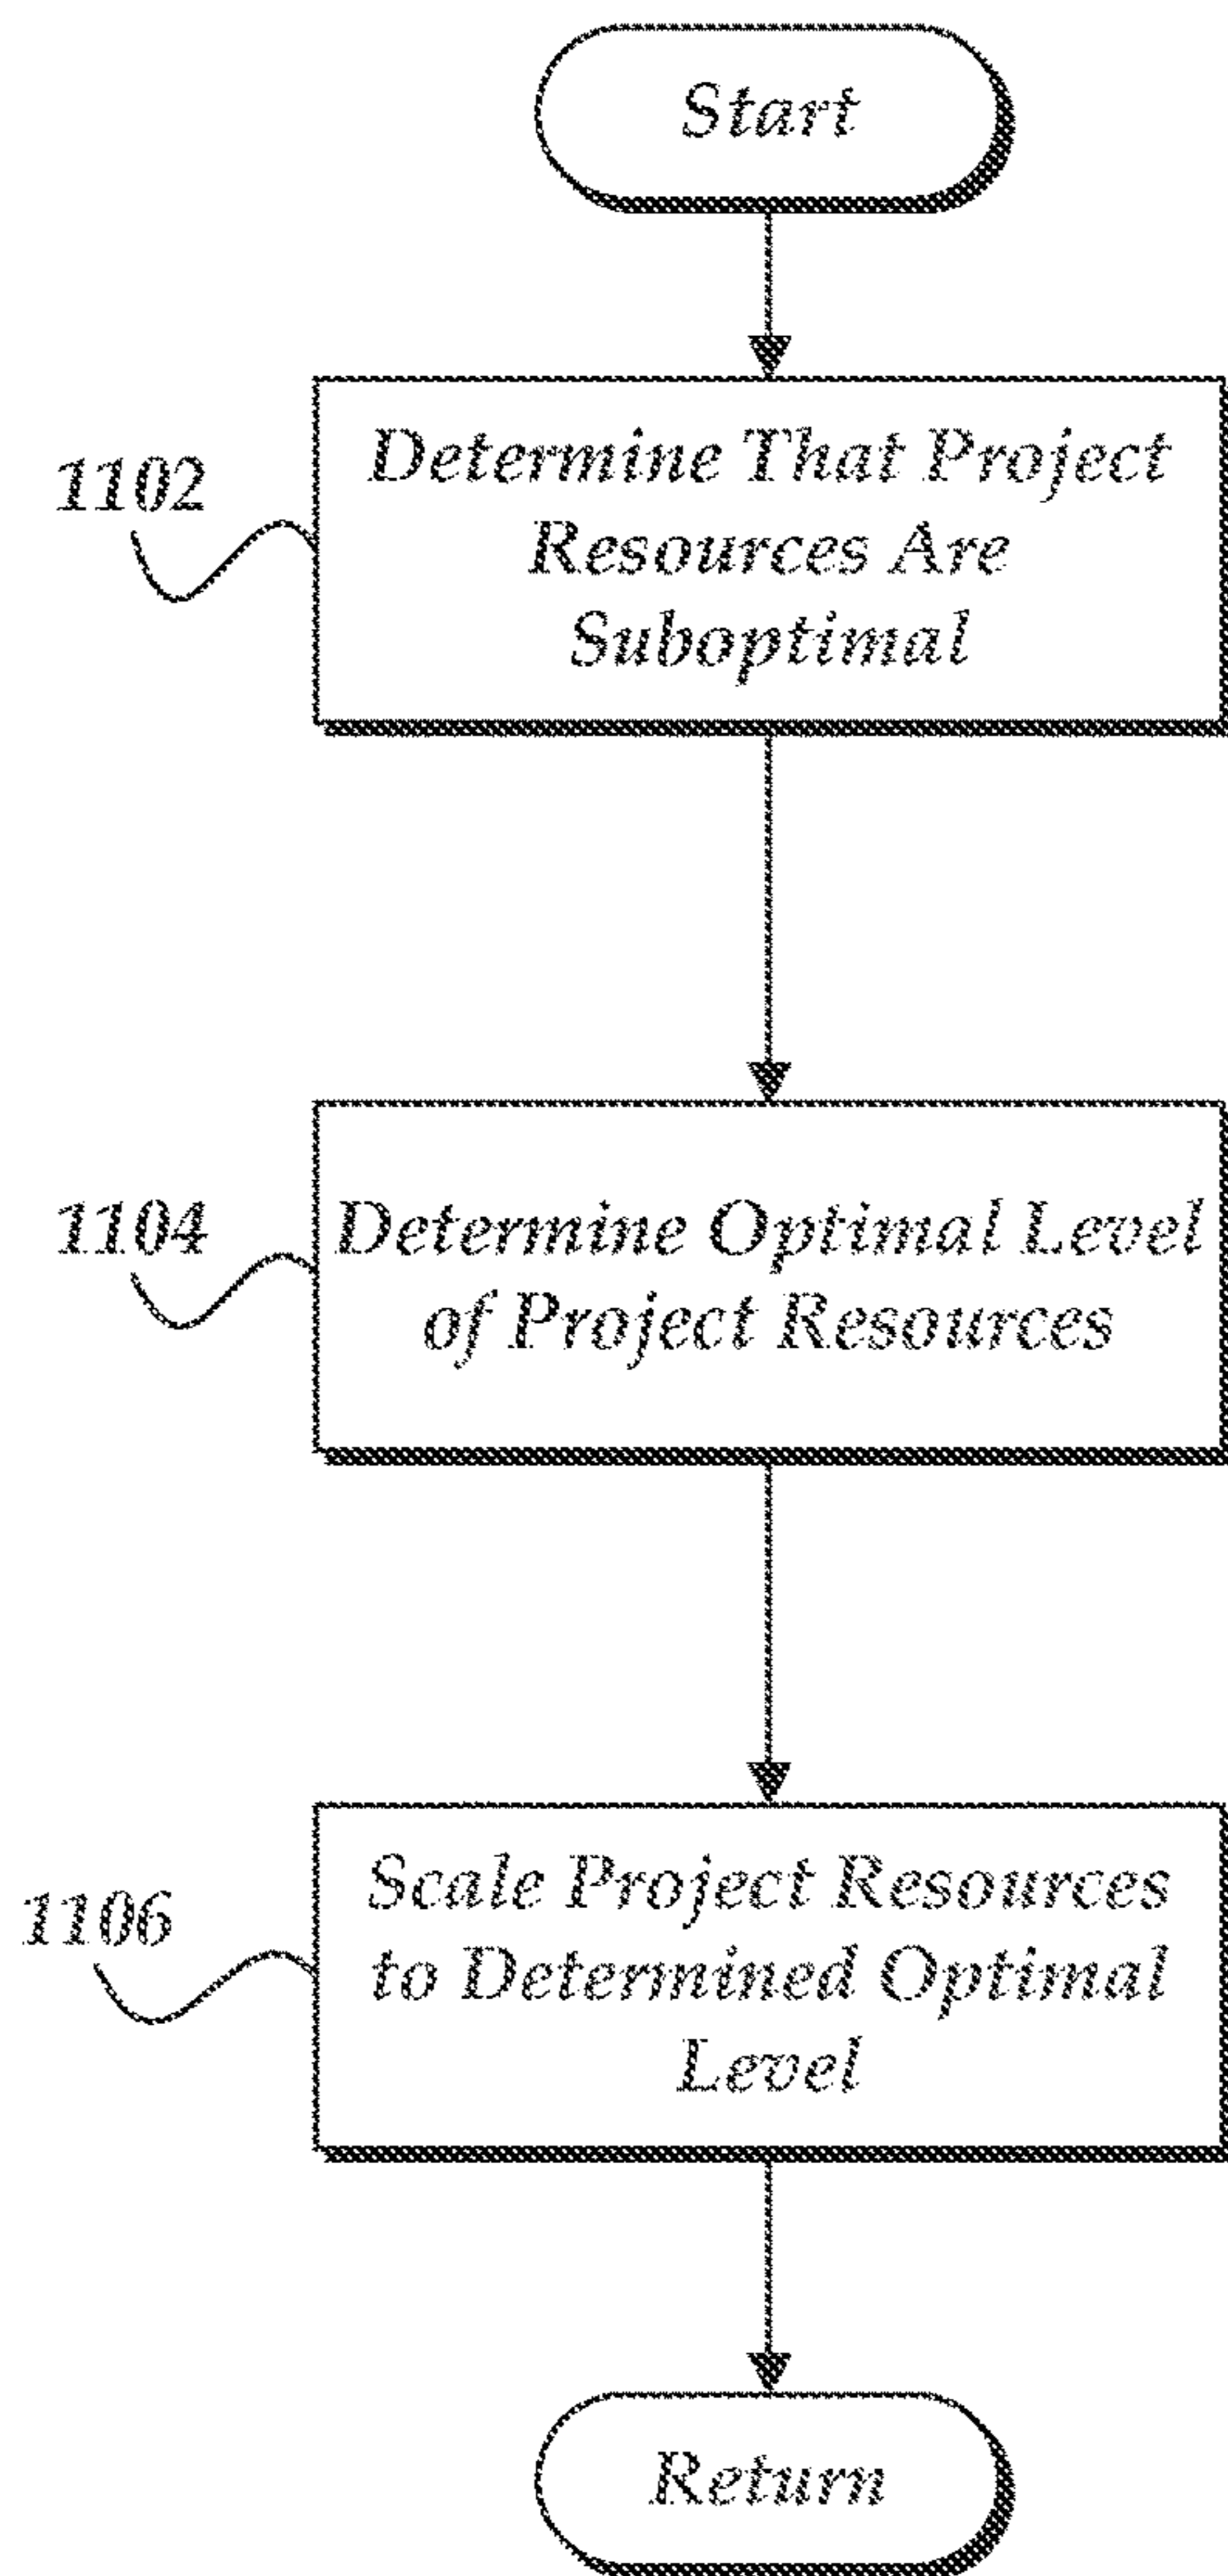 Start
1102
Determine That Project
Resources Are
Suboptimal
1104
Determine Optimal Level
of Project Resources
1106
Scale Project Resources
to Determined Optimal
Level
Return